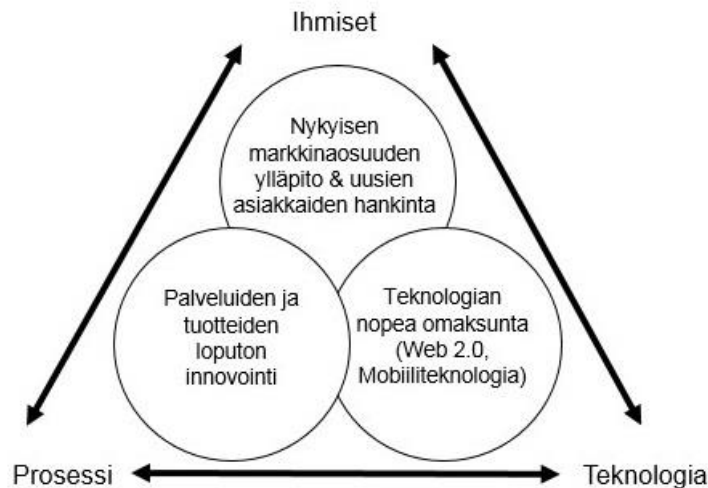 Ihmiset
Nykyisen
markkinaosuuden
ylläpito & uusien
asiakkaiden hankinta
Palveluiden ja
tuotteiden
loputon
innovointi
Teknologian
nopea omaksunta
(Web 2.0,
Mobiiliteknologia)
Prosessi
Teknologia